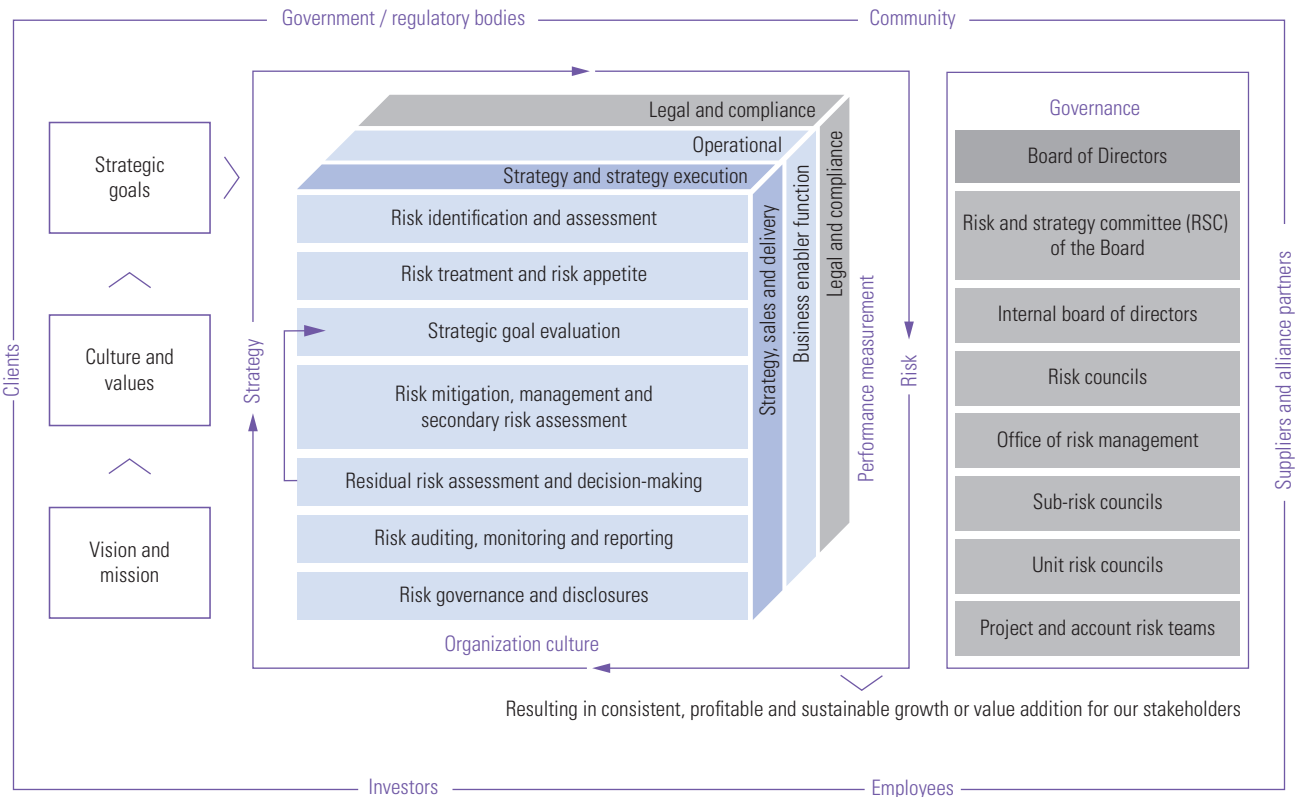 Government / regulatory bodies
Community
Clients
Strategic
goals
Culture and
values
Vision and
mission
Strategy
Legal and compliance
Operational
Strategy and strategy execution
Risk identification and assessment
Risk treatment and risk appetite
Strategic goal evaluation
Risk mitigation, management and
secondary risk assessment
Residual risk assessment and decision-making
Risk auditing, monitoring and reporting
Risk governance and disclosures
Strategy, sales and delivery
Business enabler function
Legal and compliance
Performance measurement
Risk
Organization culture
Governance
Board of Directors
Risk and strategy committee (RSC)
of the Board
Internal board of directors
Risk councils
Office of risk management
Sub-risk councils
Unit risk councils
Project and account risk teams
Suppliers and alliance partners
Resulting in consistent, profitable and sustainable growth or value addition for our stakeholders
Investors
Employees